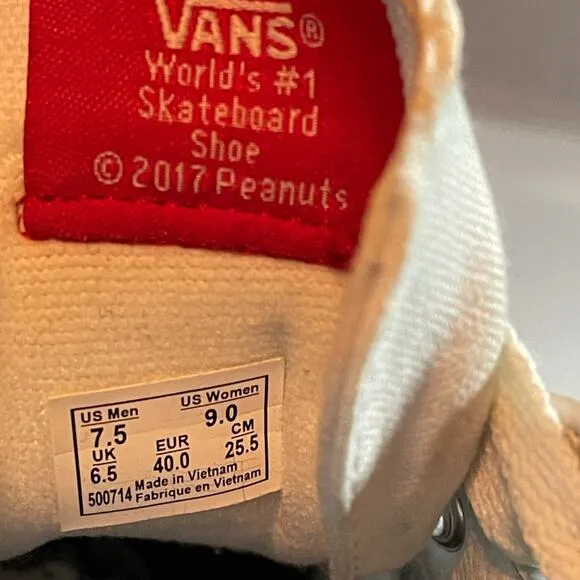 VANS®
World's #1
Skateboard
Shoe
© 2017 Peanuts
US Men US Women
7.5 9.0
UK EUR CM
6.5 40.0 25.5
Made in Vietnam
500714 Fabrique en Vietnam